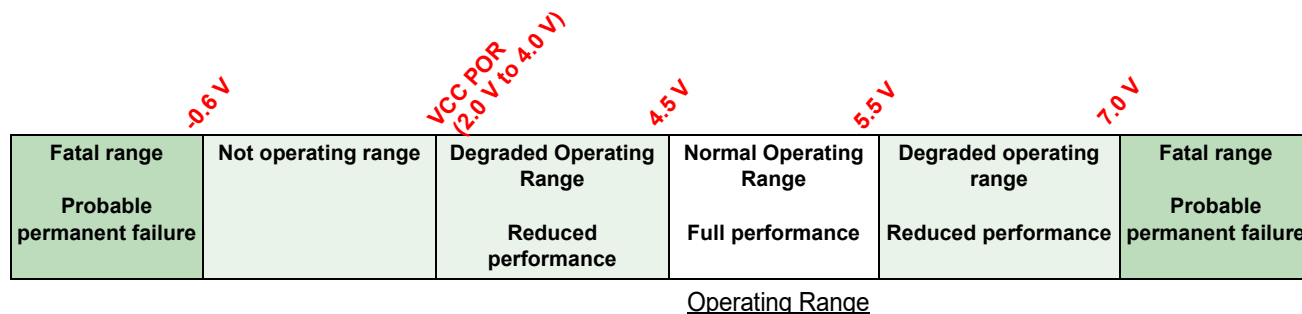 -0.6 V
VCC POR
(2.0 V to 4.0 V)
4.5 V
5.5 V
7.0 V
Fatal range
Probable
permanent failure
Not operating range
Degraded Operating
Range
Reduced
performance
Normal Operating
Range
Full performance
Degraded operating
range
Reduced performance
Fatal range
Probable
permanent failure
Operating Range